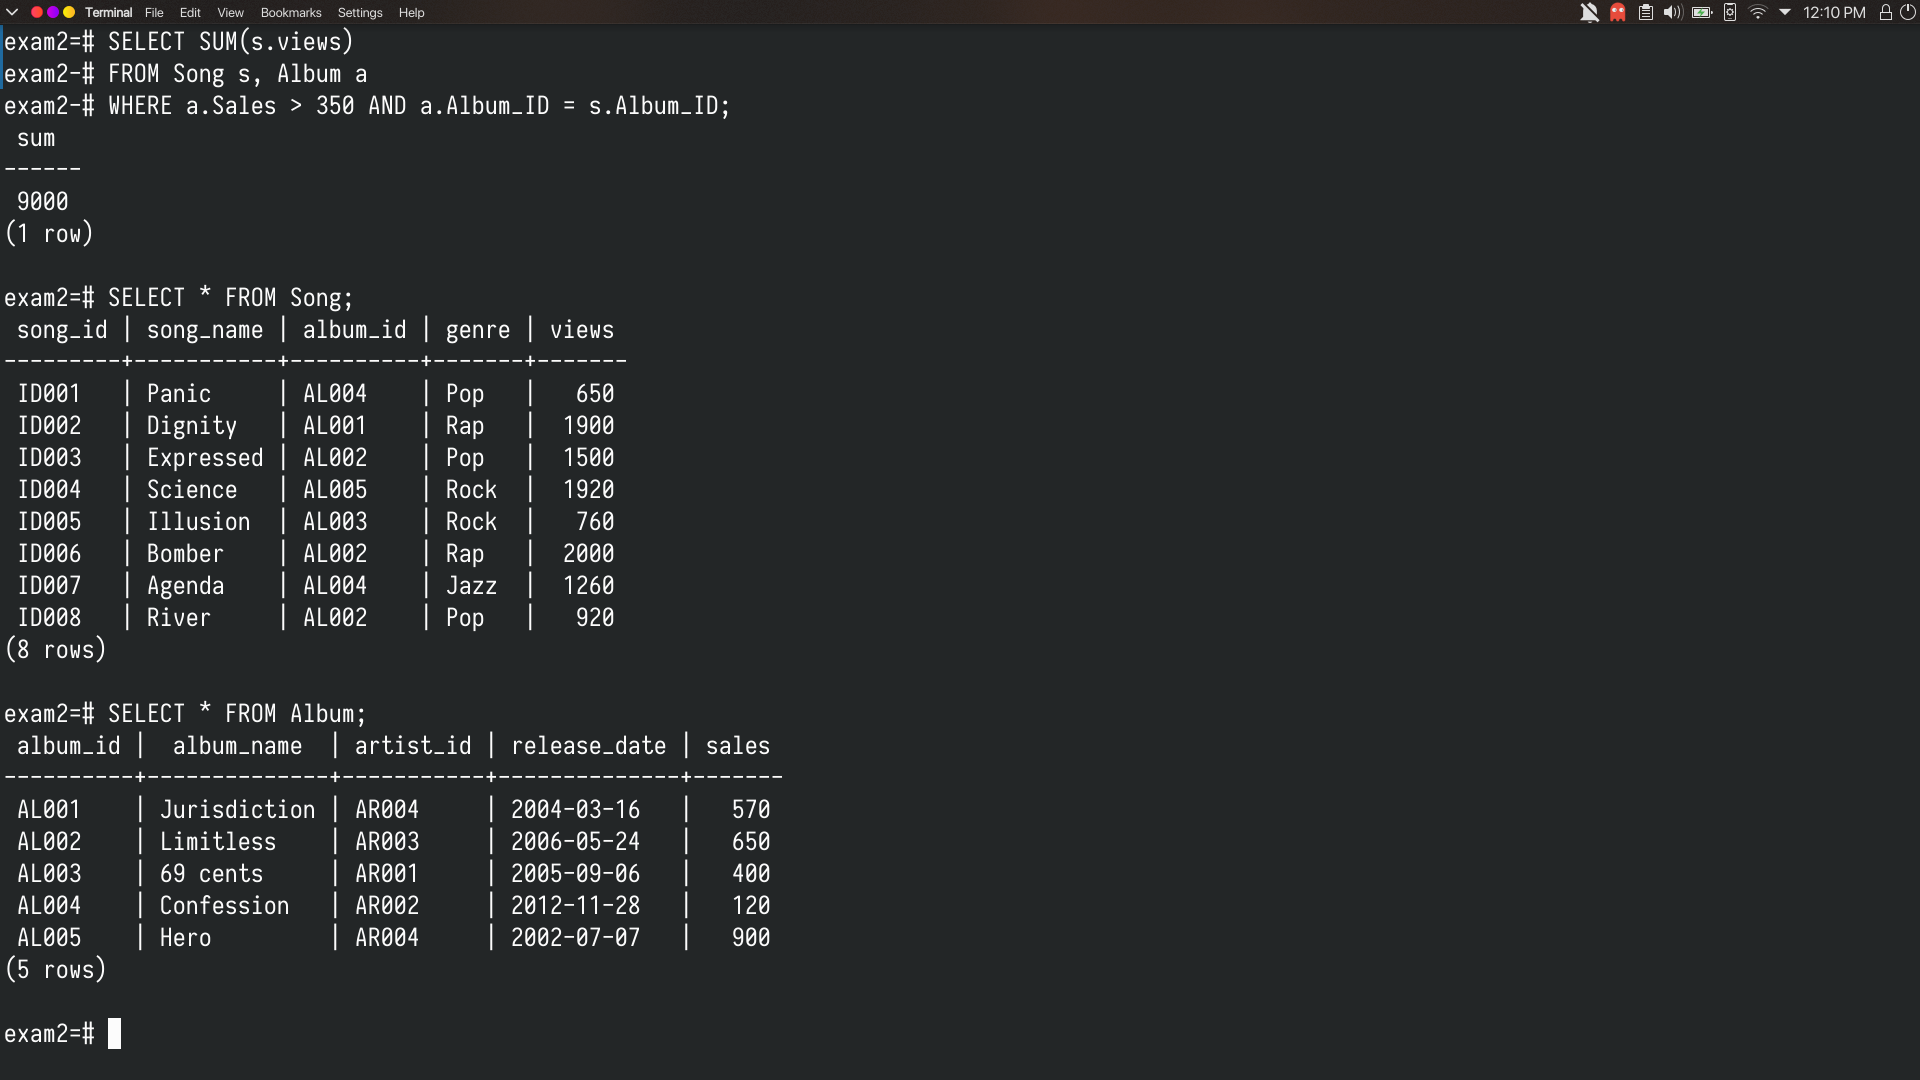 Terminal File Edit View Bookmarks Settings Help 12:10 PM
exam2=# SELECT SUM(s.views)
exam2-# FROM Song s, Album a
exam2-# WHERE a.Sales > 350 AND a.Album_ID = s.Album_ID;
 sum
------
 9000
(1 row)

exam2=# SELECT * FROM Song;
 song_id | song_name | album_id | genre | views
---------+-----------+----------+-------+-------
 ID001   | Panic     | AL004    | Pop   |   650
 ID002   | Dignity   | AL001    | Rap   |  1900
 ID003   | Expressed | AL002    | Pop   |  1500
 ID004   | Science   | AL005    | Rock  |  1920
 ID005   | Illusion  | AL003    | Rock  |   760
 ID006   | Bomber    | AL002    | Rap   |  2000
 ID007   | Agenda    | AL004    | Jazz  |  1260
 ID008   | River     | AL002    | Pop   |   920
(8 rows)

exam2=# SELECT * FROM Album;
 album_id |  album_name  | artist_id | release_date | sales
----------+--------------+-----------+--------------+-------
 AL001    | Jurisdiction | AR004     | 2004-03-16   |   570
 AL002    | Limitless    | AR003     | 2006-05-24   |   650
 AL003    | 69 cents     | AR001     | 2005-09-06   |   400
 AL004    | Confession   | AR002     | 2012-11-28   |   120
 AL005    | Hero         | AR004     | 2002-07-07   |   900
(5 rows)

exam2=#